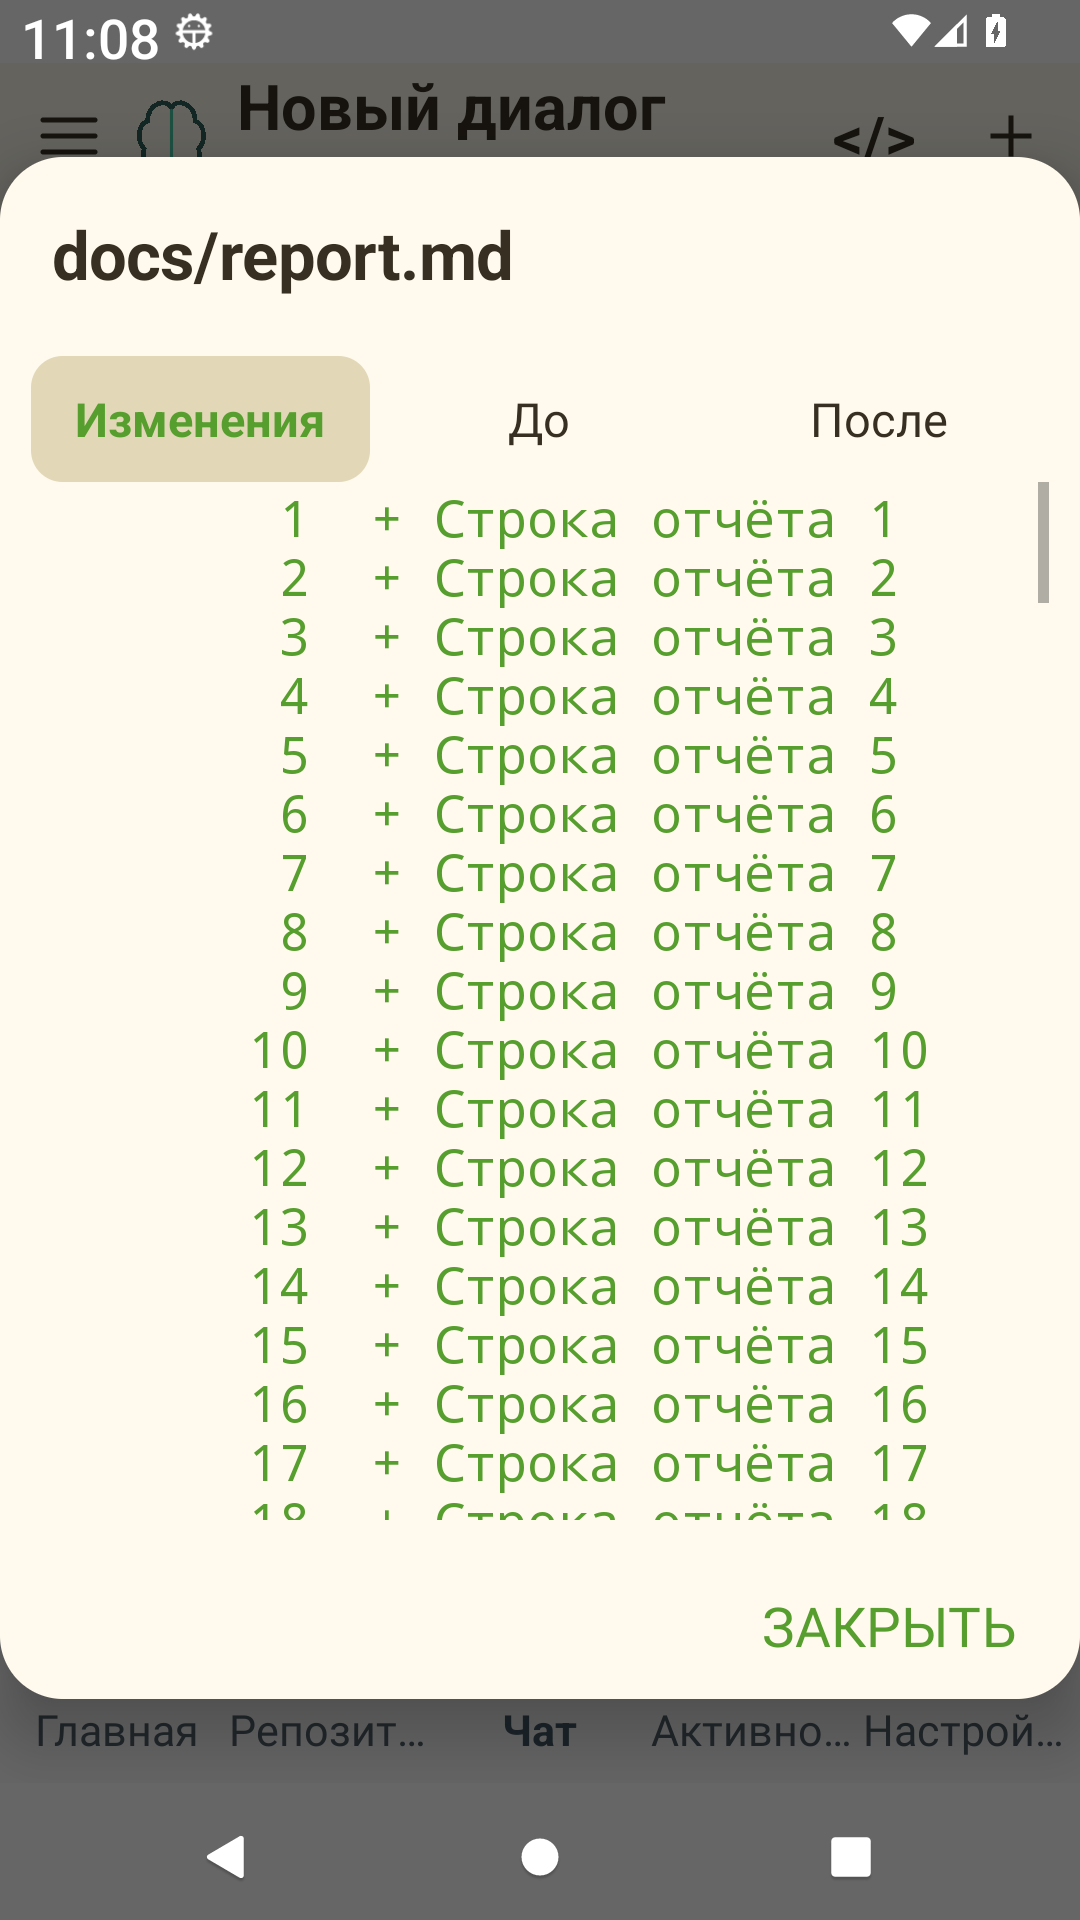 11:08
Новый диалог
</> +
docs/report.md
Изменения До После
1 + Строка отчёта 1
2 + Строка отчёта 2
3 + Строка отчёта 3
4 + Строка отчёта 4
5 + Строка отчёта 5
6 + Строка отчёта 6
7 + Строка отчёта 7
8 + Строка отчёта 8
9 + Строка отчёта 9
10 + Строка отчёта 10
11 + Строка отчёта 11
12 + Строка отчёта 12
13 + Строка отчёта 13
14 + Строка отчёта 14
15 + Строка отчёта 15
16 + Строка отчёта 16
17 + Строка отчёта 17
18 + Строка отчёта 18
ЗАКРЫТЬ
Главная Репозит... Чат Активно... Настрой...